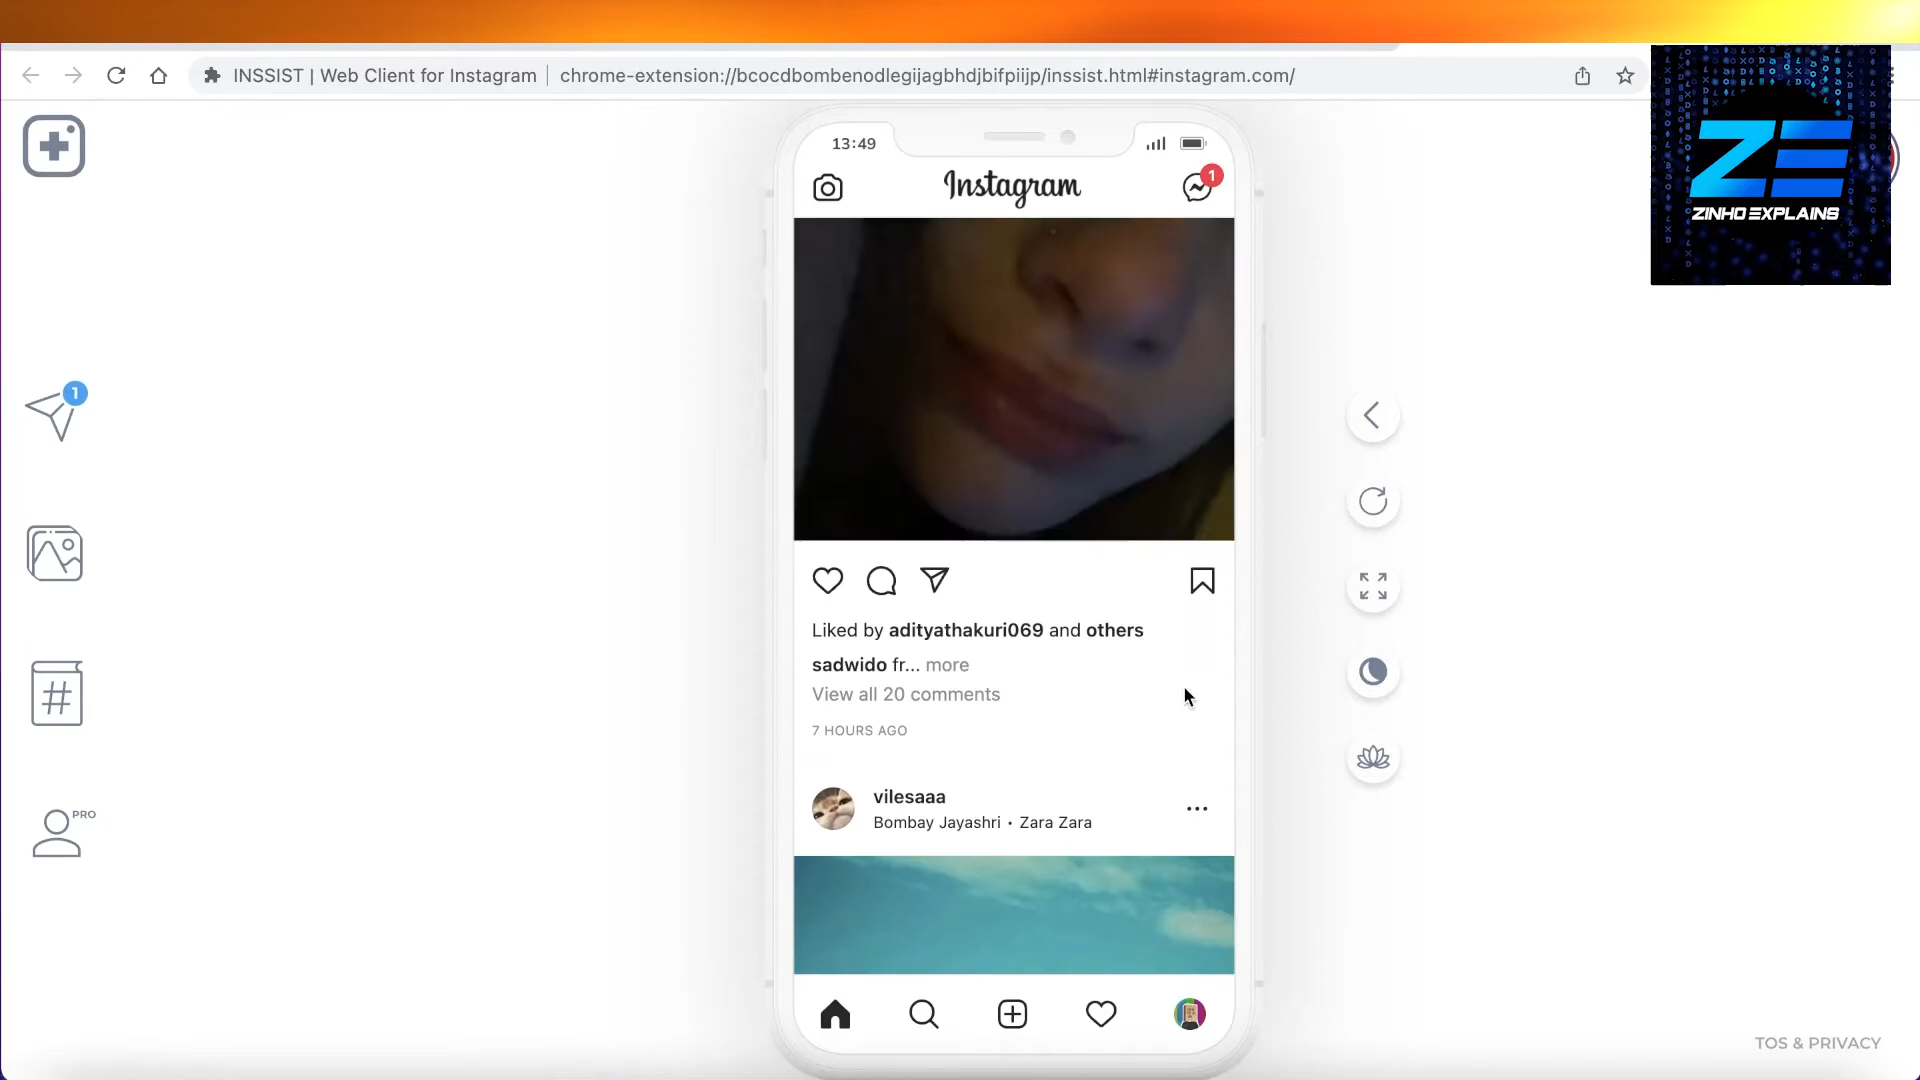 INSSIST | Web Client for Instagram
chrome-extension://bcocdbombenodlegijagbhdjbifpiijp/inssist.html#instagram.com/
ZE
ZINHO EXPLAINS
13:49
Instagram
1
1
Liked by adityathakuri069 and others
sadwido fr... more
View all 20 comments
7 HOURS AGO
#
PRO
vilesaaa
Bombay Jayashri • Zara Zara
TOS & PRIVACY